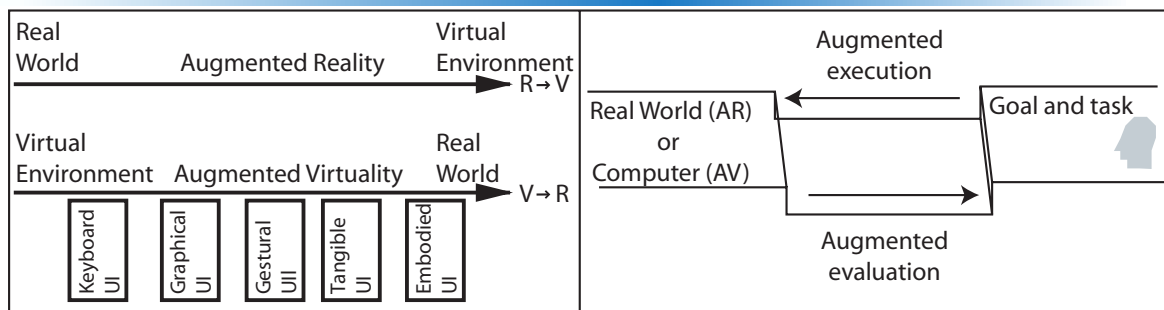 Real
World
Augmented Reality
Virtual
Environment
R → V
Virtual
Environment
Augmented Virtuality
Real
World
V → R
Keyboard
UI
Graphical
UI
Gestural
UII
Tangible
UI
Embodied
UI
Augmented
execution
Real World (AR)
or
Computer (AV)
Goal and task
Augmented
evaluation